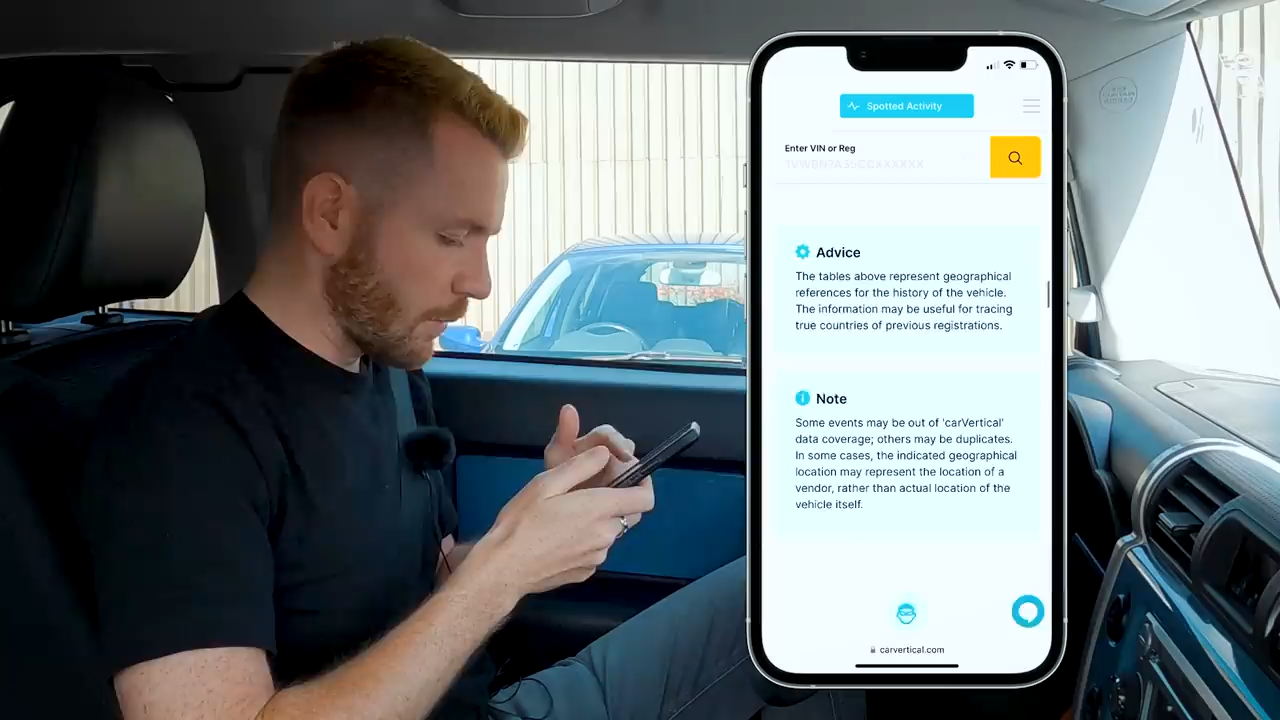 Spotted Activity
Enter VIN or Reg
Advice
The tables above represent geographical
references for the history of the vehicle.
The information may be useful for tracing
true countries of previous registrations.
Note
Some events may be out of 'carVertical'
data coverage; others may be duplicates.
In some cases, the indicated geographical
location may represent the location of a
vendor, rather than actual location of the
vehicle itself.
carvertical.com